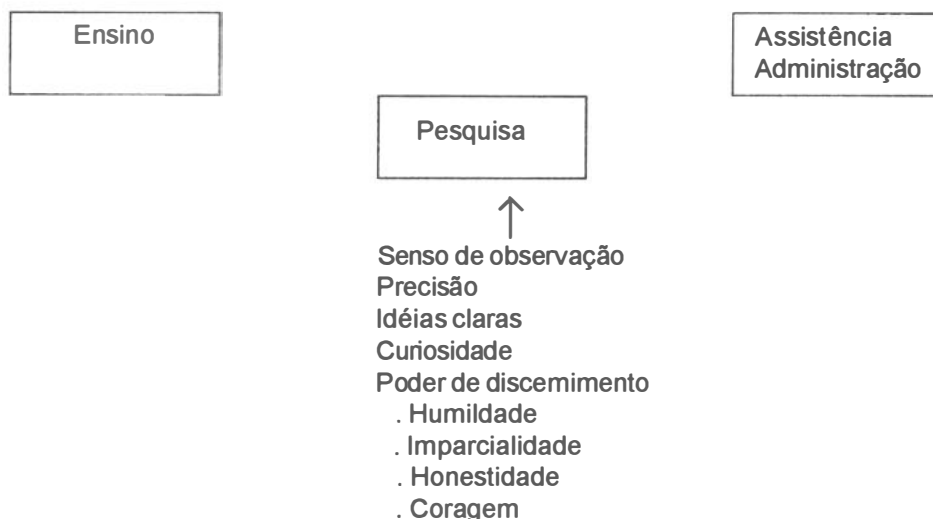 Ensino
Assistência
Administração
Pesquisa
Senso de observação
Precisão
Idéias claras
Curiosidade
Poder de discemimento
. Humildade
. Imparcialidade
. Honestidade
. Coragem